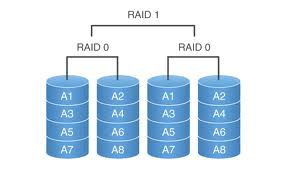 RAID 1
RAID 0 RAID 0
A1 A2 A1 A2
A3 A4 A3 A4
A5 A6 A5 A6
A7 A8 A7 A8